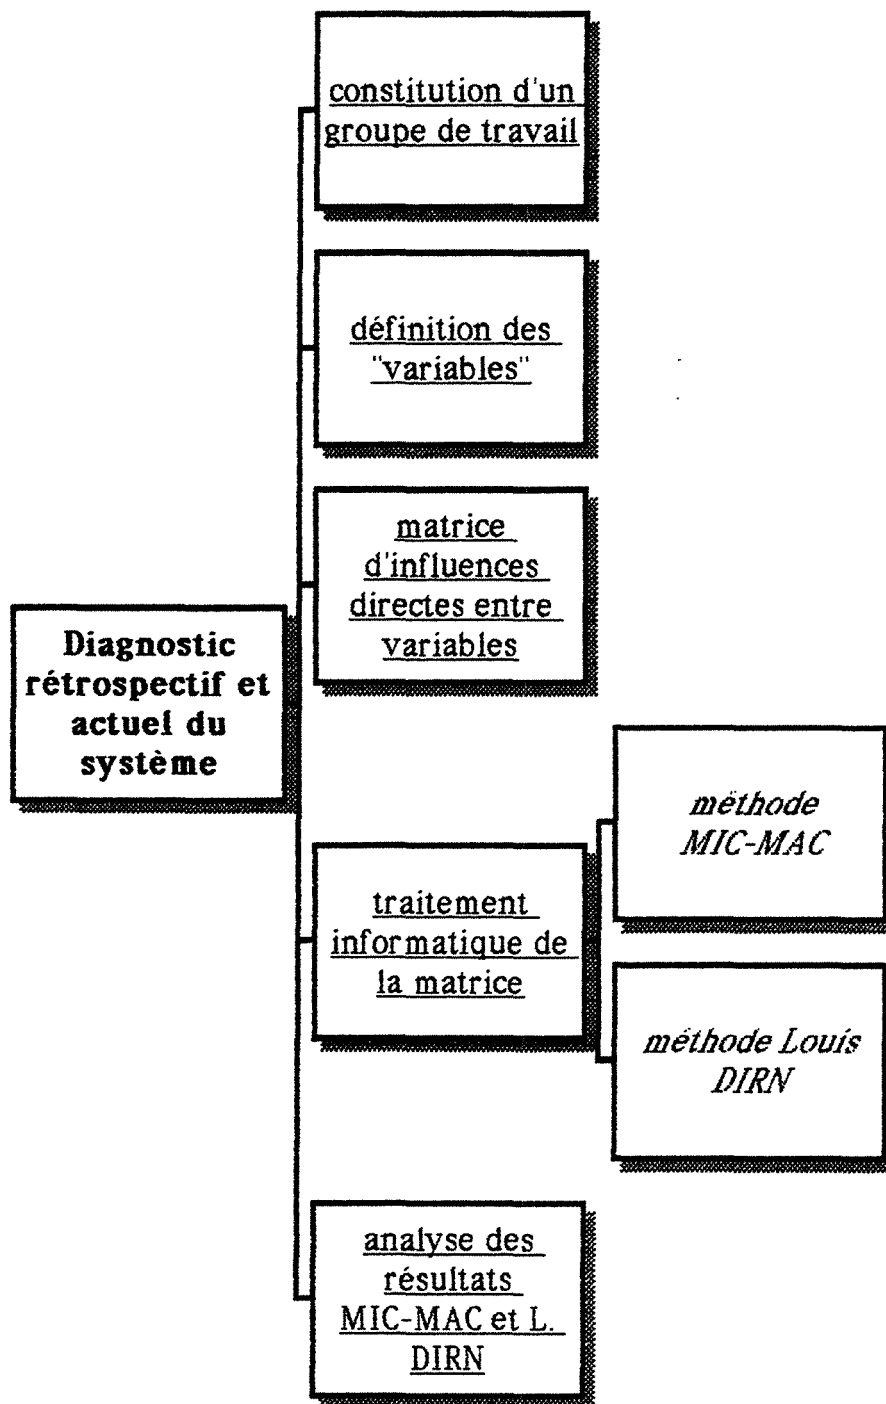 constitution d'un
groupe de travail
définition des
"variables"
matrice
d'influences
directes entre
variables
Diagnostic
rétrospectif et
actuel du
système
traitement
informatique de
la matrice
méthode
MIC-MAC
méthode Louis
DIRN
analyse des
résultats
MIC-MAC et L.
DIRN